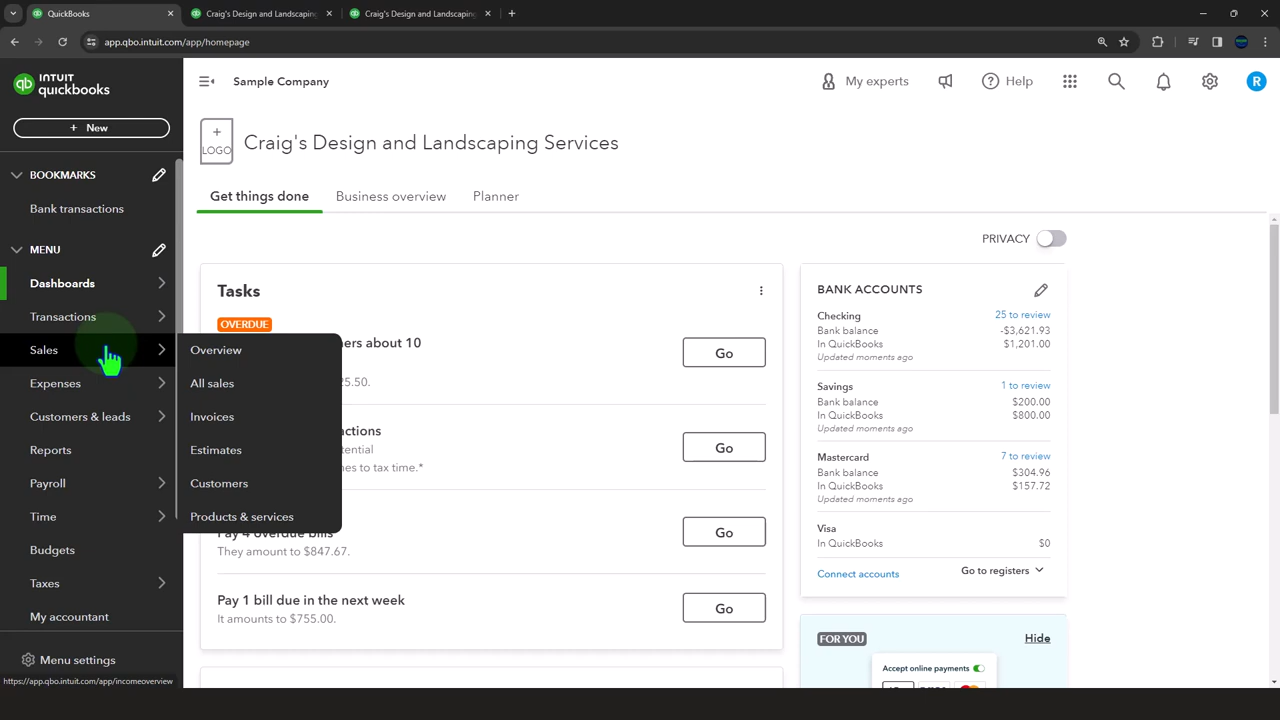 QuickBooks
Craig's Design and Landscaping
Craig's Design and Landscaping
app.qbo.intuit.com/app/homepage
INTUIT
quickbooks
qb
Sample Company
My experts
Help
R
+ New
+
LOGO
Craig's Design and Landscaping Services
BOOKMARKS
Bank transactions
MENU
Dashboards
Transactions
Sales
Expenses
Customers & leads
Reports
Payroll
Time
Budgets
Taxes
My accountant
Menu settings
https://app.qbo.intuit.com/app/incomeoverview
Overview
All sales
Invoices
Estimates
Customers
Products & services
Get things done
Business overview
Planner
PRIVACY
Tasks
OVERDUE
about 10
25.50.
Go
Go
Pay 4 overdue bills
They amount to $847.67.
Go
Pay 1 bill due in the next week
It amounts to $755.00.
Go
BANK ACCOUNTS
Checking
25 to review
Bank balance
-$3,621.93
In QuickBooks
$1,201.00
Updated moments ago
Savings
1 to review
Bank balance
$200.00
In QuickBooks
$800.00
Updated moments ago
Mastercard
7 to review
Bank balance
$304.96
In QuickBooks
$157.72
Updated moments ago
Visa
In QuickBooks
$0
Connect accounts
Go to registers
FOR YOU
Hide
Accept online payments